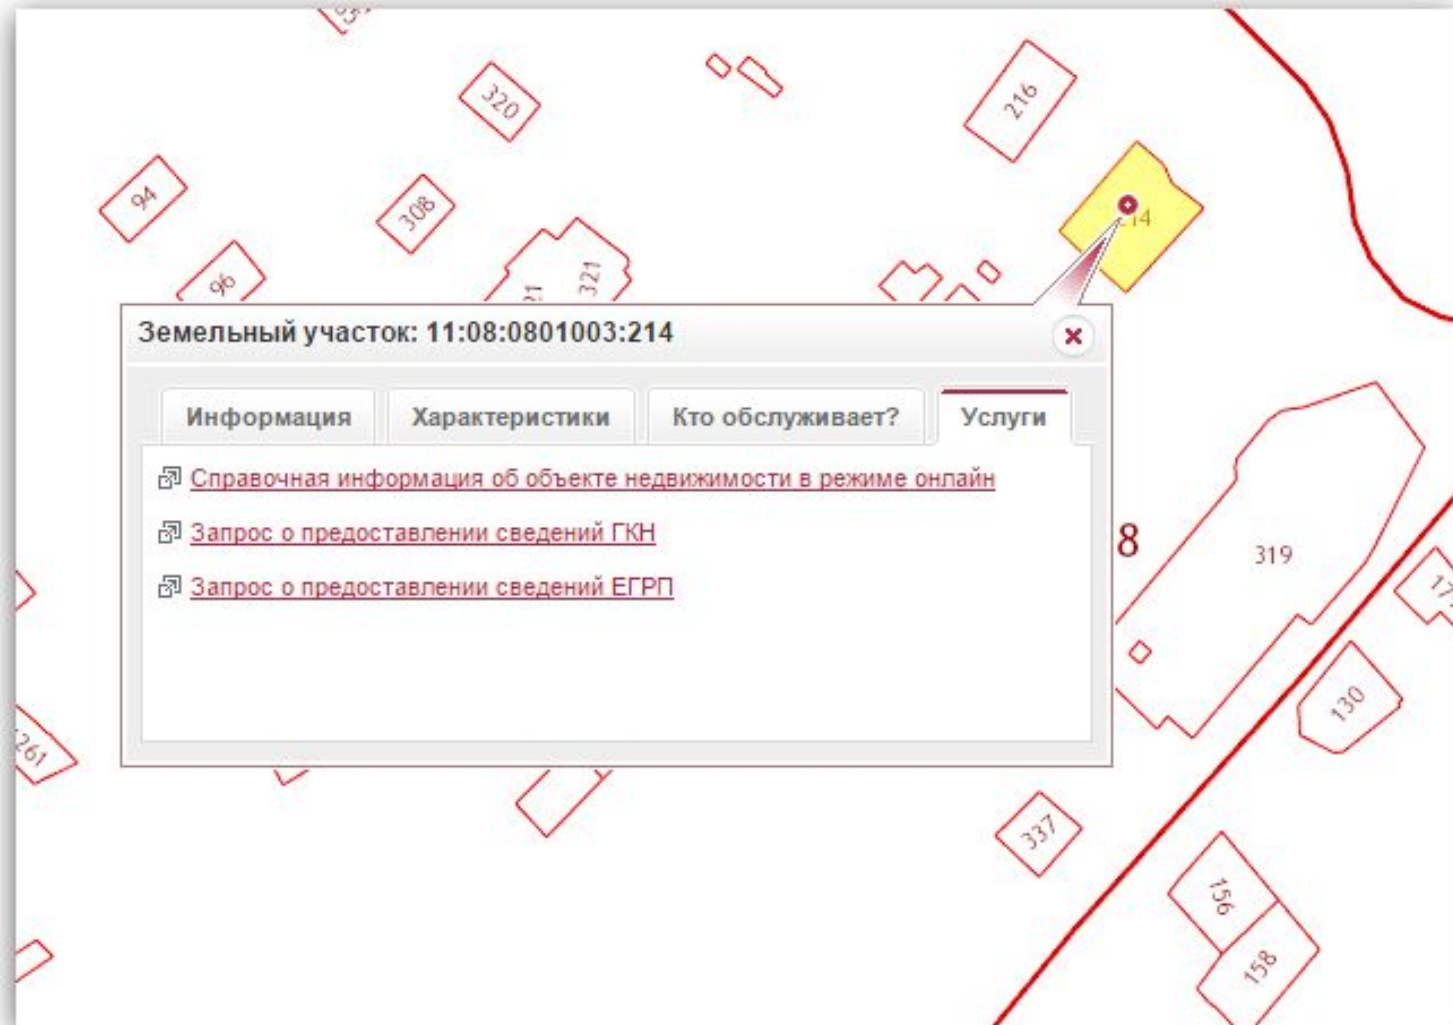 320
216
94
308
96
321
14
Земельный участок: 11:08:0801003:214
Информация
Характеристики
Кто обслуживает?
Услуги
Справочная информация об объекте недвижимости в режиме онлайн
Запрос о предоставлении сведений ГКН
Запрос о предоставлении сведений ЕГРП
8
319
130
261
337
156
158